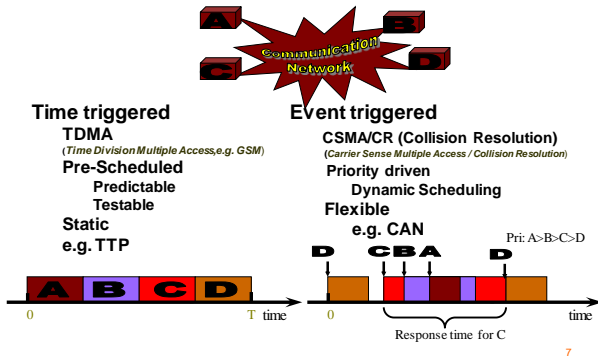 A
B
Communication
Network
C
D
Time triggered
TDMA
(Time Division Multiple Access,e.g. GSM)
Pre-Scheduled
Predictable
Testable
Static
e.g. TTP
Event triggered
CSMA/CR (Collision Resolution)
(Carrier Sense Multiple Access / Collision Resolution)
Priority driven
Dynamic Scheduling
Flexible
e.g. CAN
A B C D
0 T time
D C B A D
Pri: A>B>C>D
0 time
Response time for C
7